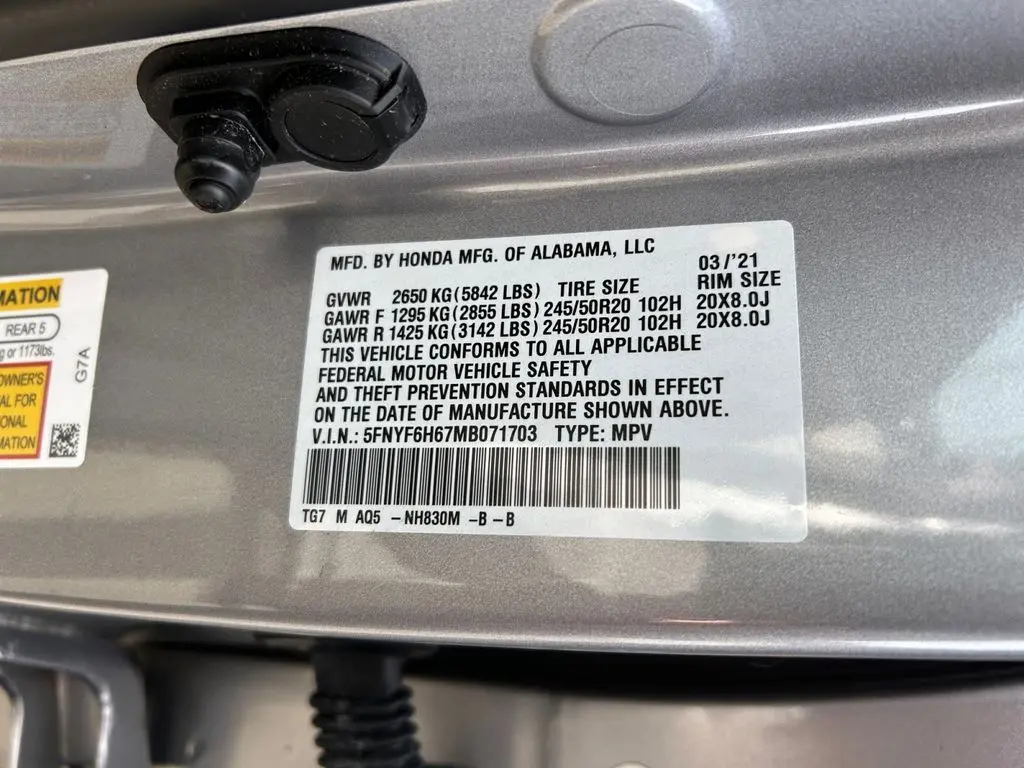 MATION
REAR 5
g or 1173lbs.
OWNER'S
AL FOR
IONAL
MATION
G7A
MFD. BY HONDA MFG. OF ALABAMA, LLC
03/'21
GVWR 2650 KG (5842 LBS) TIRE SIZE RIM SIZE
GAWR F 1295 KG (2855 LBS) 245/50R20 102H 20X8.0J
GAWR R 1425 KG (3142 LBS) 245/50R20 102H 20X8.0J
THIS VEHICLE CONFORMS TO ALL APPLICABLE
FEDERAL MOTOR VEHICLE SAFETY
AND THEFT PREVENTION STANDARDS IN EFFECT
ON THE DATE OF MANUFACTURE SHOWN ABOVE.
V.I.N.: 5FNYF6H67MB071703 TYPE: MPV
TG7 M AQ5 -NH830M -B-B